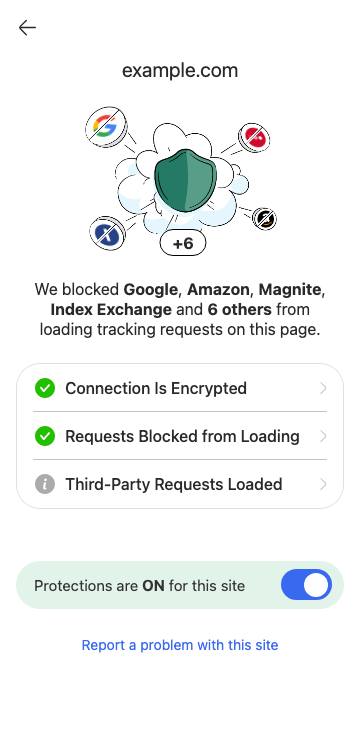 example.com
+6
We blocked Google, Amazon, Magnite,
Index Exchange and 6 others from
loading tracking requests on this page.
Connection Is Encrypted
Requests Blocked from Loading
Third-Party Requests Loaded
Protections are ON for this site
Report a problem with this site